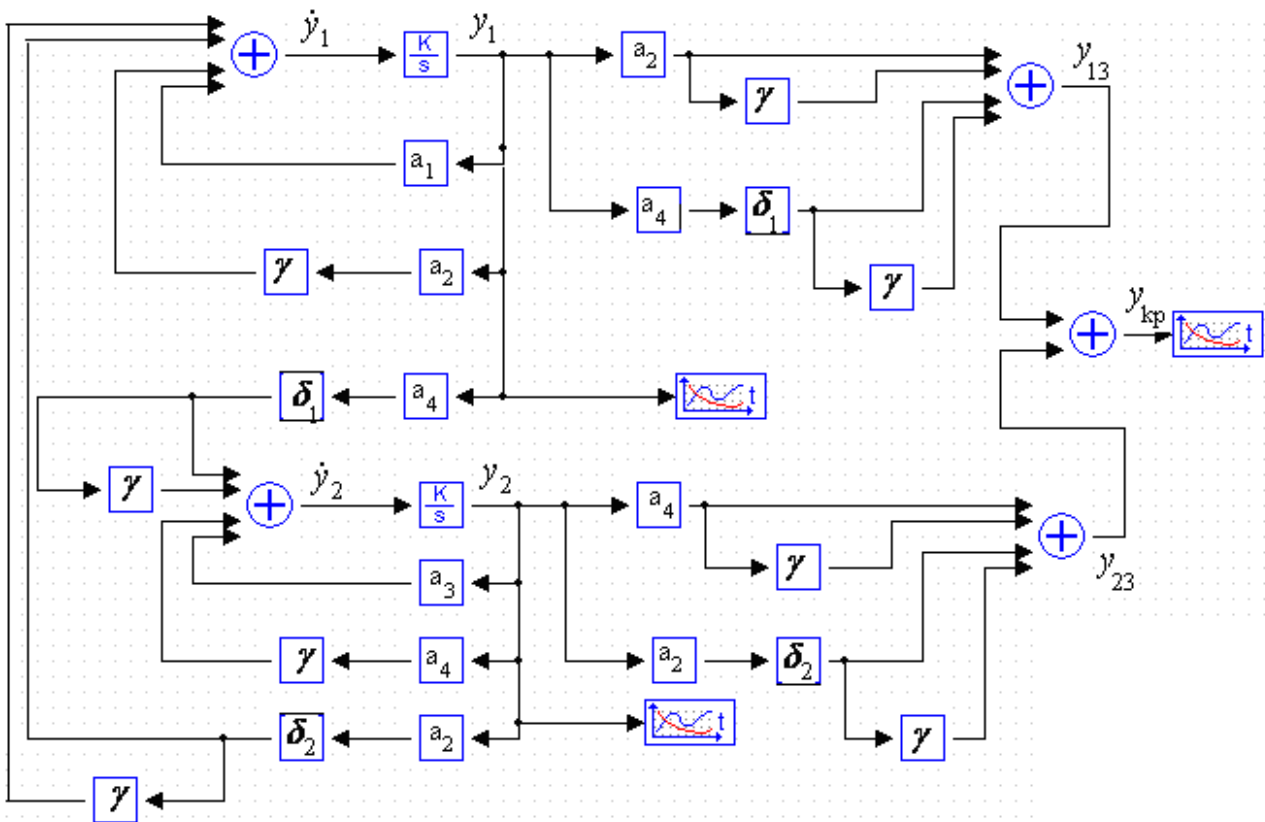 ẏ₁ K/s y₁ a₂ y₁₃
γ
a₁
a₄ δ₁
γ a₂ γ
y_kp t
δ₁ a₄ t
γ ẏ₂ K/s y₂ a₄
γ y₂₃
a₃
γ a₄ a₂ δ₂
t
δ₂ a₂ γ
γ